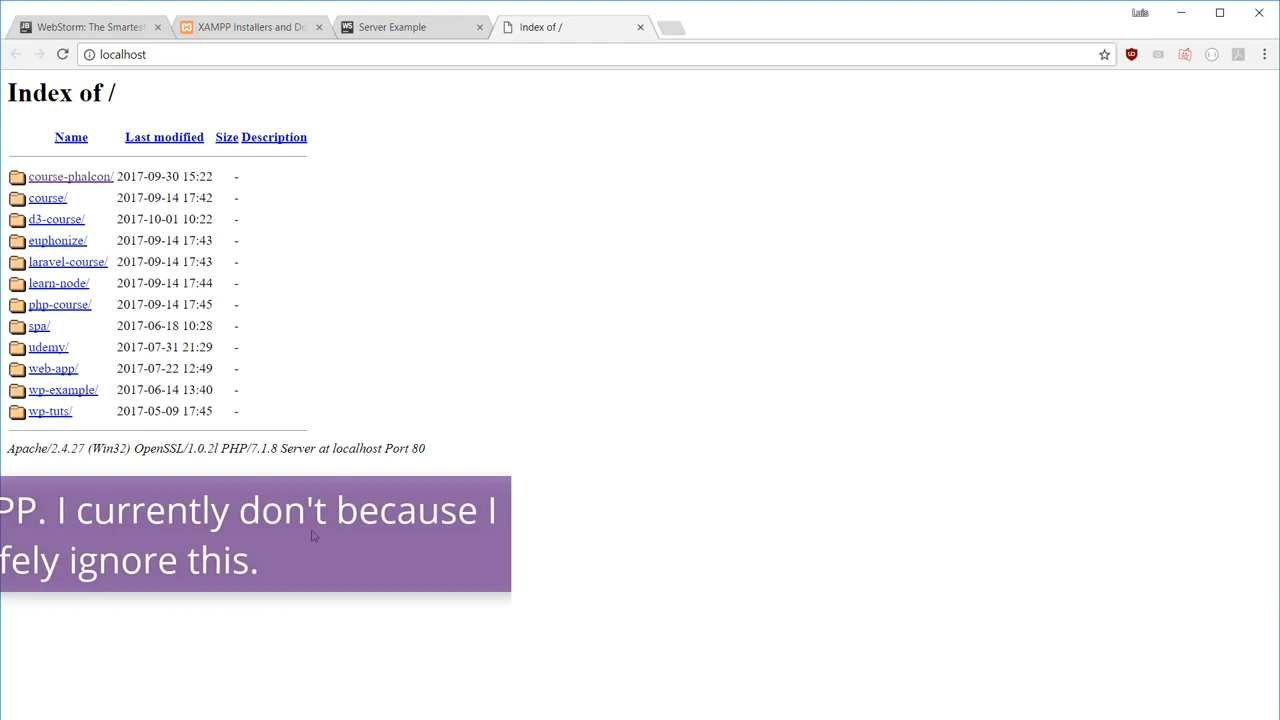 Luis
WebStorm: The Smartest
XAMPP Installers and Do
Server Example
Index of /
localhost
Index of /
Name Last modified Size Description
course-phalcon/ 2017-09-30 15:22 -
course/ 2017-09-14 17:42 -
d3-course/ 2017-10-01 10:22 -
euphonize/ 2017-09-14 17:43 -
laravel-course/ 2017-09-14 17:43 -
learn-node/ 2017-09-14 17:44 -
php-course/ 2017-09-14 17:45 -
spa/ 2017-06-18 10:28 -
udemy/ 2017-07-31 21:29 -
web-app/ 2017-07-22 12:49 -
wp-example/ 2017-06-14 13:40 -
wp-tuts/ 2017-05-09 17:45 -
Apache/2.4.27 (Win32) OpenSSL/1.0.2l PHP/7.1.8 Server at localhost Port 80
PP. I currently don't because I
fely ignore this.